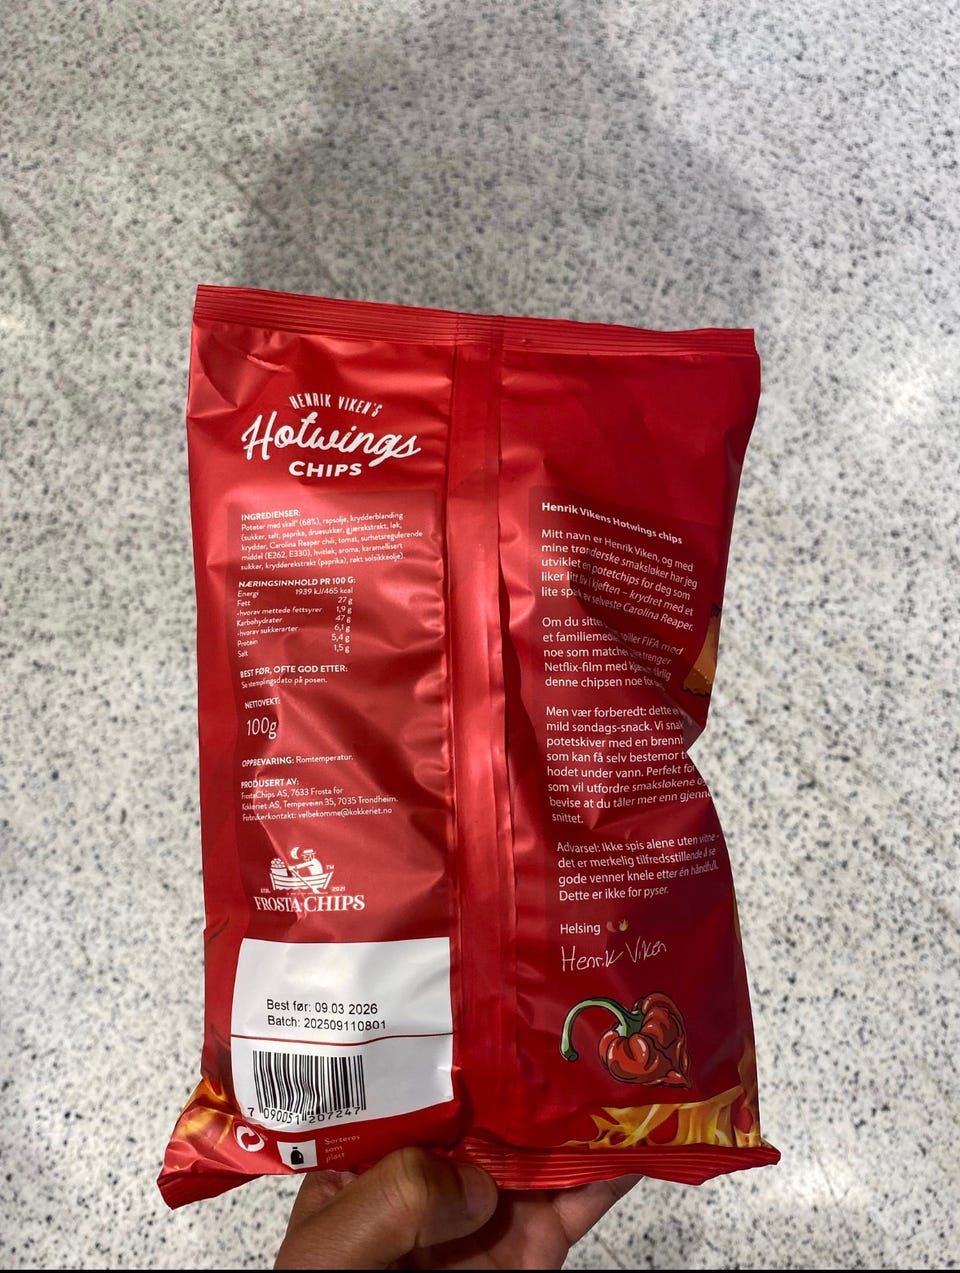 HENRIK VIKEN'S
Hotwings
CHIPS
INGREDIENSER:
Poteter med skall* (68%), rapsolje, krydderblanding
(sukker, salt, paprika, druesukker, gjærekstrakt, løk,
krydder, Carolina Reaper chili, tomat, surhetsregulerende
middel (E262, E330), hvitløk, aroma, karamellisert
sukker, krydderekstrakt (paprika), røkt solsikkeolje).
NÆRINGSINNHOLD PR 100 G:
Energi 1939 kJ/465 kcal
Fett 27 g
-hvorav mettede fettsyrer 1,9 g
Karbohydrater 47 g
-hvorav sukkerarter 6,1 g
Protein 5,4 g
Salt 1,5 g
BEST FØR, OFTE GOD ETTER:
Se stemplingsdato på posen.
NETTOVEKT:
100g
OPPBEVARING: Romtemperatur.
PRODUSERT AV:
FrostaChips AS, 7633 Frosta for
Kokkeriet AS, Tempeveien 35, 7035 Trondheim.
Forbrukerkontakt: velbekomme@kokkeriet.no
TM
EST. 2021
FROSTA CHIPS
Best før: 09.03 2026
Batch: 202509110801
7 090051 207247
Sorteres
som
plast
Henrik Vikens Hotwings chips
Mitt navn er Henrik Viken, og med
mine trønderske smaksløker har jeg
utviklet en potetchips for deg som
liker litt liv i kjeften – krydret med et
lite spark av selveste Carolina Reaper.
Om du sitter
et familiemedl spiller FIFA med
noe som matcher trenger
Netflix-film med dårlig
denne chipsen noe for
Men vær forberedt: dette
mild søndags-snack. Vi snak
potetskiver med en brenn
som kan få selv bestemor t
hodet under vann. Perfekt for
som vil utfordre smaksløkene o
bevise at du tåler mer enn gjenno
snittet.
Advarsel: Ikke spis alene uten vitne -
det er merkelig tilfredsstillende å se
gode venner knele etter én håndfull.
Dette er ikke for pyser.
Helsing
Henrik Viken